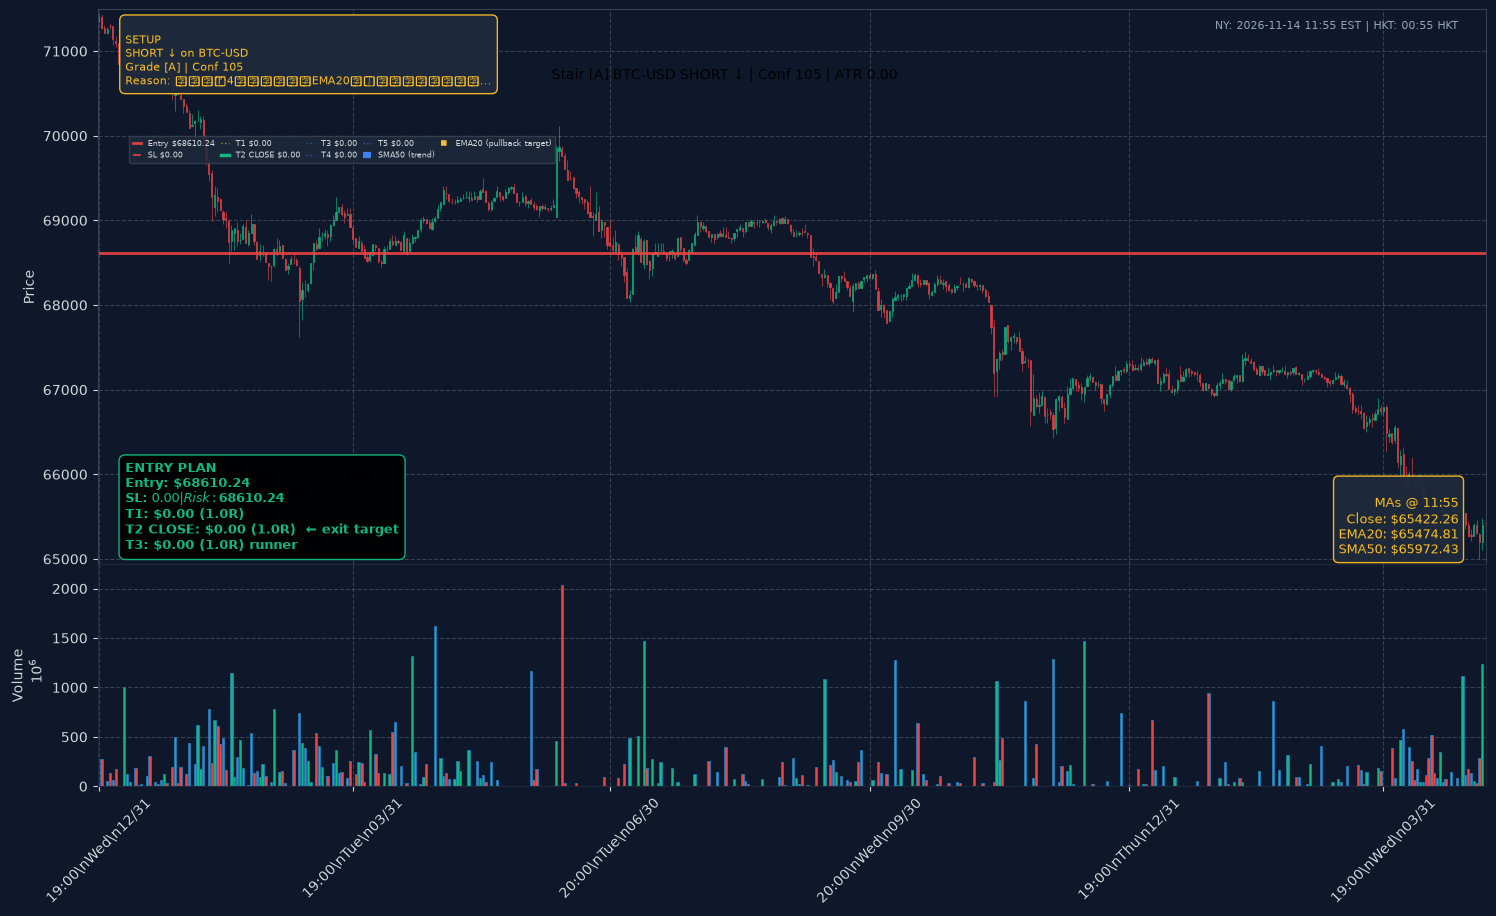 NY: 2026-11-14 11:55 EST | HKT: 00:55 HKT
SETUP
SHORT ↓ on BTC-USD
Grade [A] | Conf 105
Reason: T4EMA20T...
Stair [A] BTC-USD SHORT ↓ | Conf 105 | ATR 0.00
Entry $68610.24
SL $0.00
T1 $0.00
T2 CLOSE $0.00
T3 $0.00
T4 $0.00
T5 $0.00
SMA50 (trend)
EMA20 (pullback target)
Price
71000
70000
69000
68000
67000
66000
65000
ENTRY PLAN
Entry: $68610.24
SL: 0.00|Risk:68610.24
T1: $0.00 (1.0R)
T2 CLOSE: $0.00 (1.0R) ← exit target
T3: $0.00 (1.0R) runner
MAs @ 11:55
Close: $65422.26
EMA20: $65474.81
SMA50: $65972.43
Volume
10⁶
2000
1500
1000
500
0
19:00\nWed\n12/31
19:00\nTue\n03/31
20:00\nTue\n06/30
20:00\nWed\n09/30
19:00\nThu\n12/31
19:00\nWed\n03/31